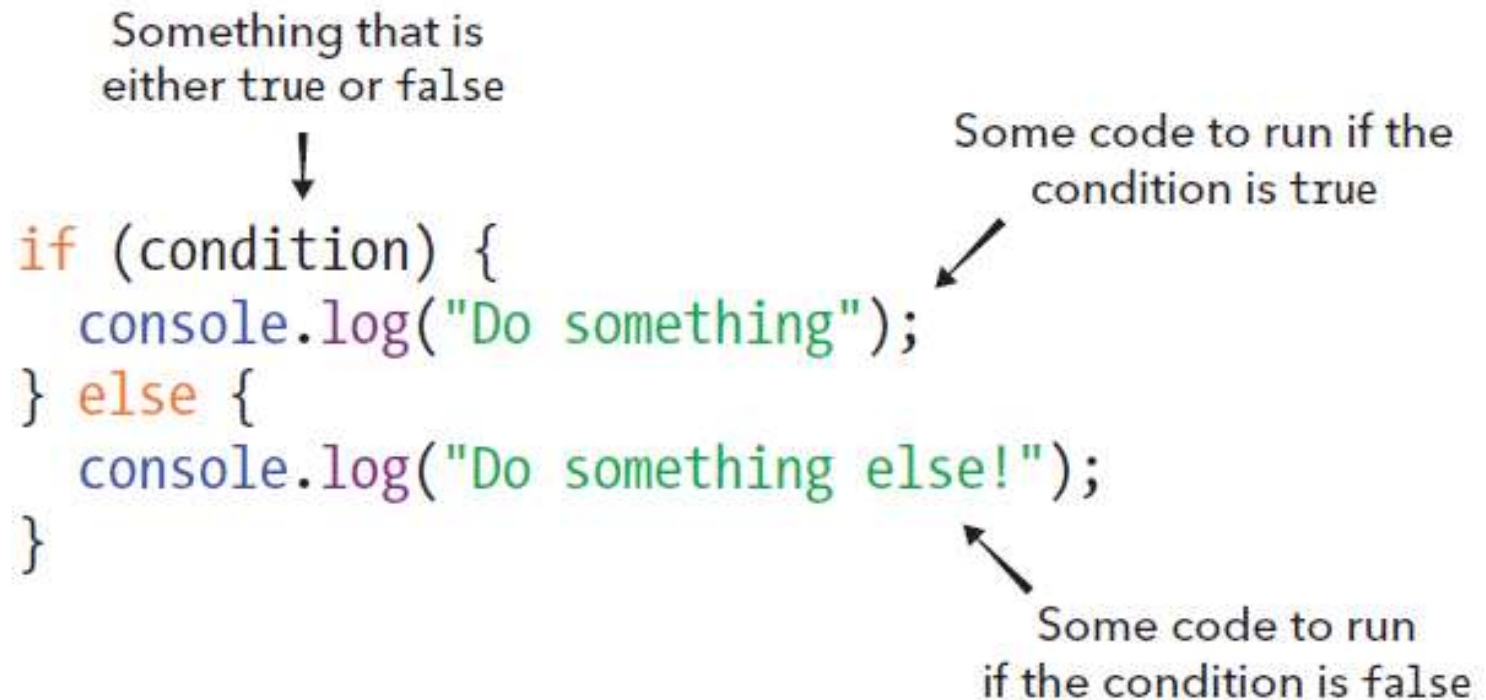 Something that is
either true or false
Some code to run if the
condition is true
if (condition) {
  console.log("Do something");
} else {
  console.log("Do something else!");
}
Some code to run
if the condition is false